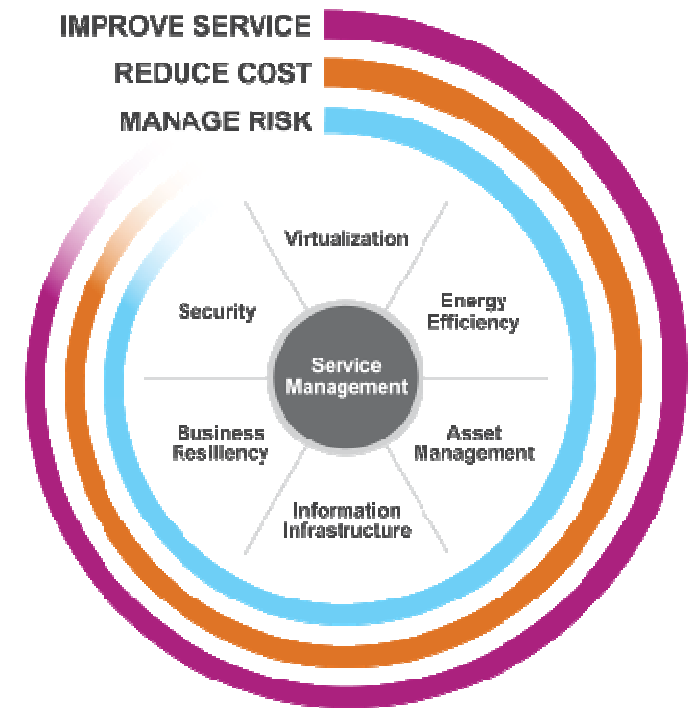 IMPROVE SERVICE
REDUCE COST
MANAGE RISK
Virtualization
Energy
Efficiency
Security
Service
Management
Business
Resiliency
Asset
Management
Information
Infrastructure